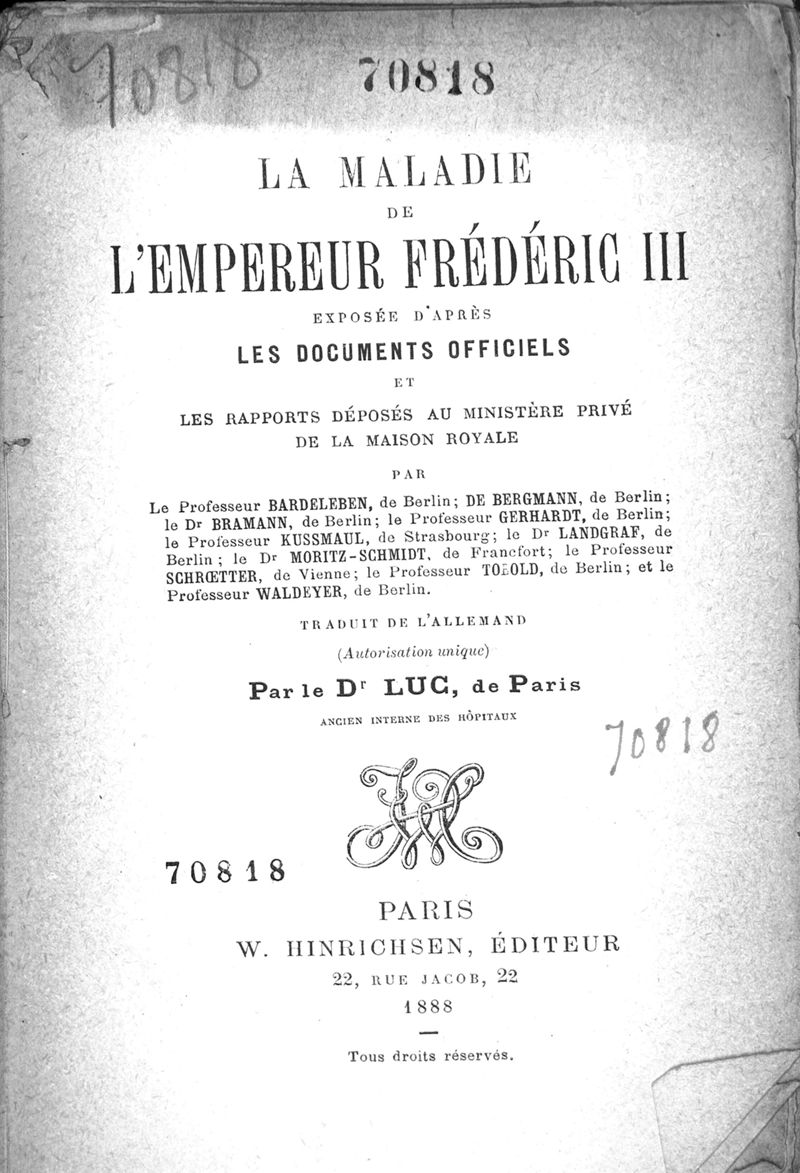 70818 70818
LA MALADIE
DE
L'EMPEREUR FRÉDÉRIC III
EXPOSÉE D'APRÈS
LES DOCUMENTS OFFICIELS
ET
LES RAPPORTS DÉPOSÉS AU MINISTÈRE PRIVÉ
DE LA MAISON ROYALE
PAR
Le Professeur BARDELEBEN, de Berlin; DE BERGMANN, de Berlin;
le Dr BRAMANN, de Berlin; le Professeur GERHARDT, de Berlin;
le Professeur KUSSMAUL, de Strasbourg; le Dr LANDGRAF, de
Berlin; le Dr MORITZ-SCHMIDT, de Francfort; le Professeur
SCHRŒTTER, de Vienne; le Professeur TOBOLD, de Berlin; et le
Professeur WALDEYER, de Berlin.
TRADUIT DE L'ALLEMAND
(Autorisation unique)
Par le Dr LUC, de Paris
ANCIEN INTERNE DES HÔPITAUX
70818
70818
PARIS
W. HINRICHSEN, ÉDITEUR
22, RUE JACOB, 22
1888
Tous droits réservés.